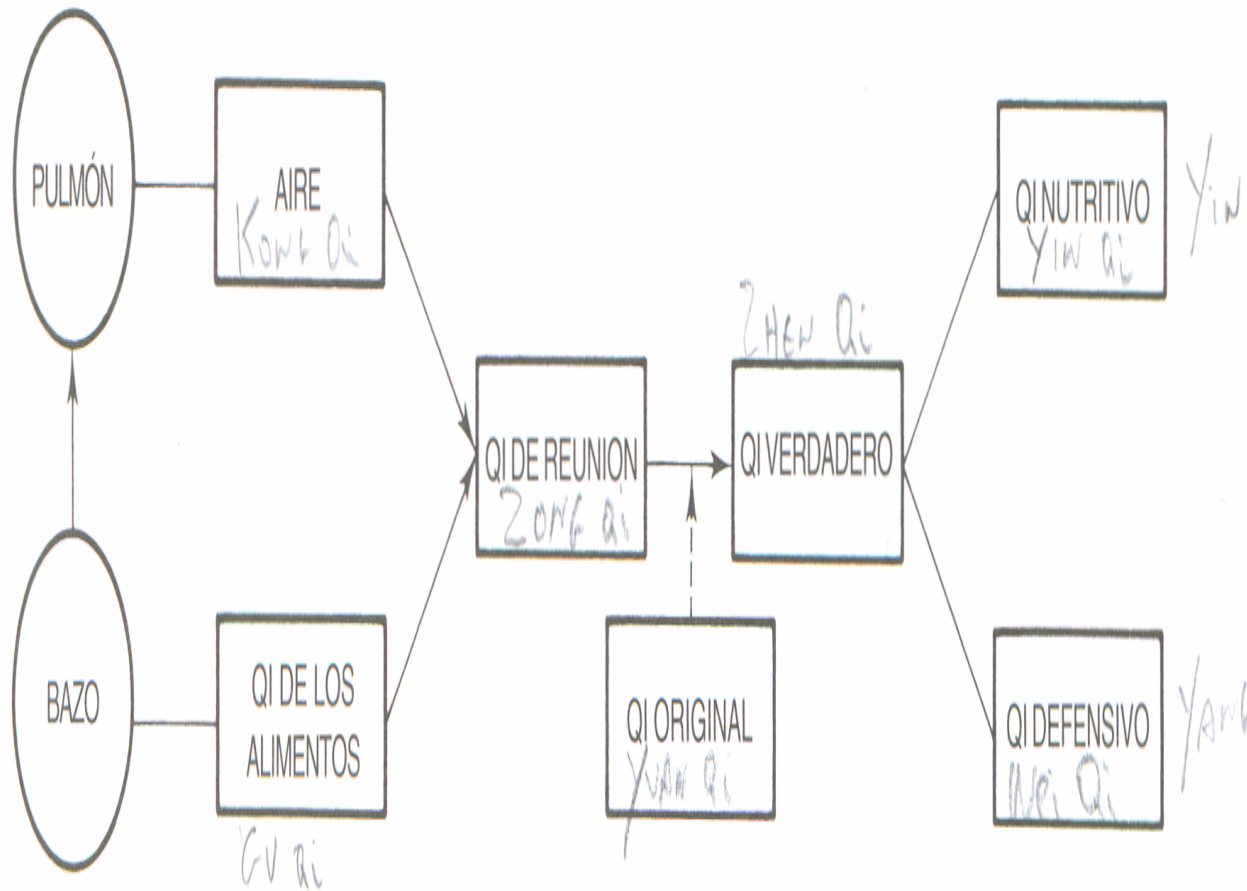 PULMÓN
AIRE
Kong Qi
QI NUTRITIVO
Yin Qi
Yin
Zhen Qi
QI DE REUNION
Zong Qi
QI VERDADERO
BAZO
QI DE LOS
ALIMENTOS
Gu Qi
QI ORIGINAL
Yuan Qi
QI DEFENSIVO
Wei Qi
Yang